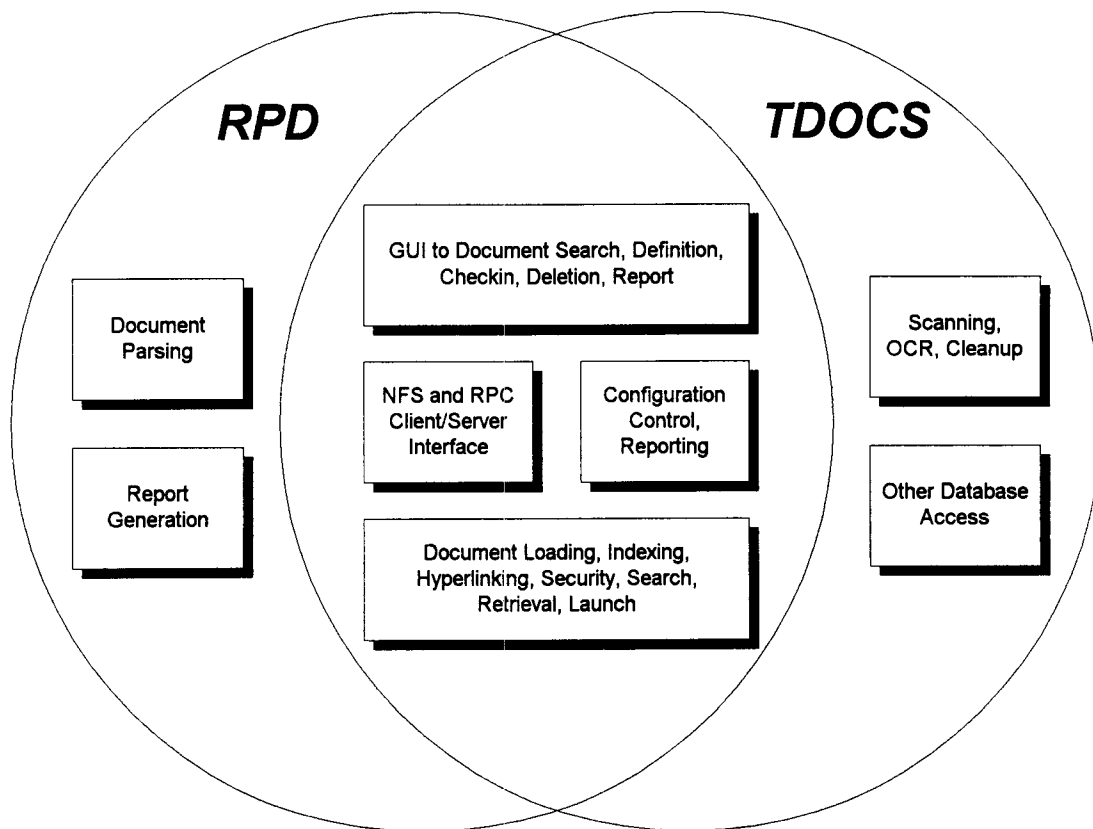 RPD
TDOCS
GUI to Document Search, Definition,
Checkin, Deletion, Report
Document
Parsing
Scanning,
OCR, Cleanup
NFS and RPC
Client/Server
Interface
Configuration
Control,
Reporting
Report
Generation
Other Database
Access
Document Loading, Indexing,
Hyperlinking, Security, Search,
Retrieval, Launch